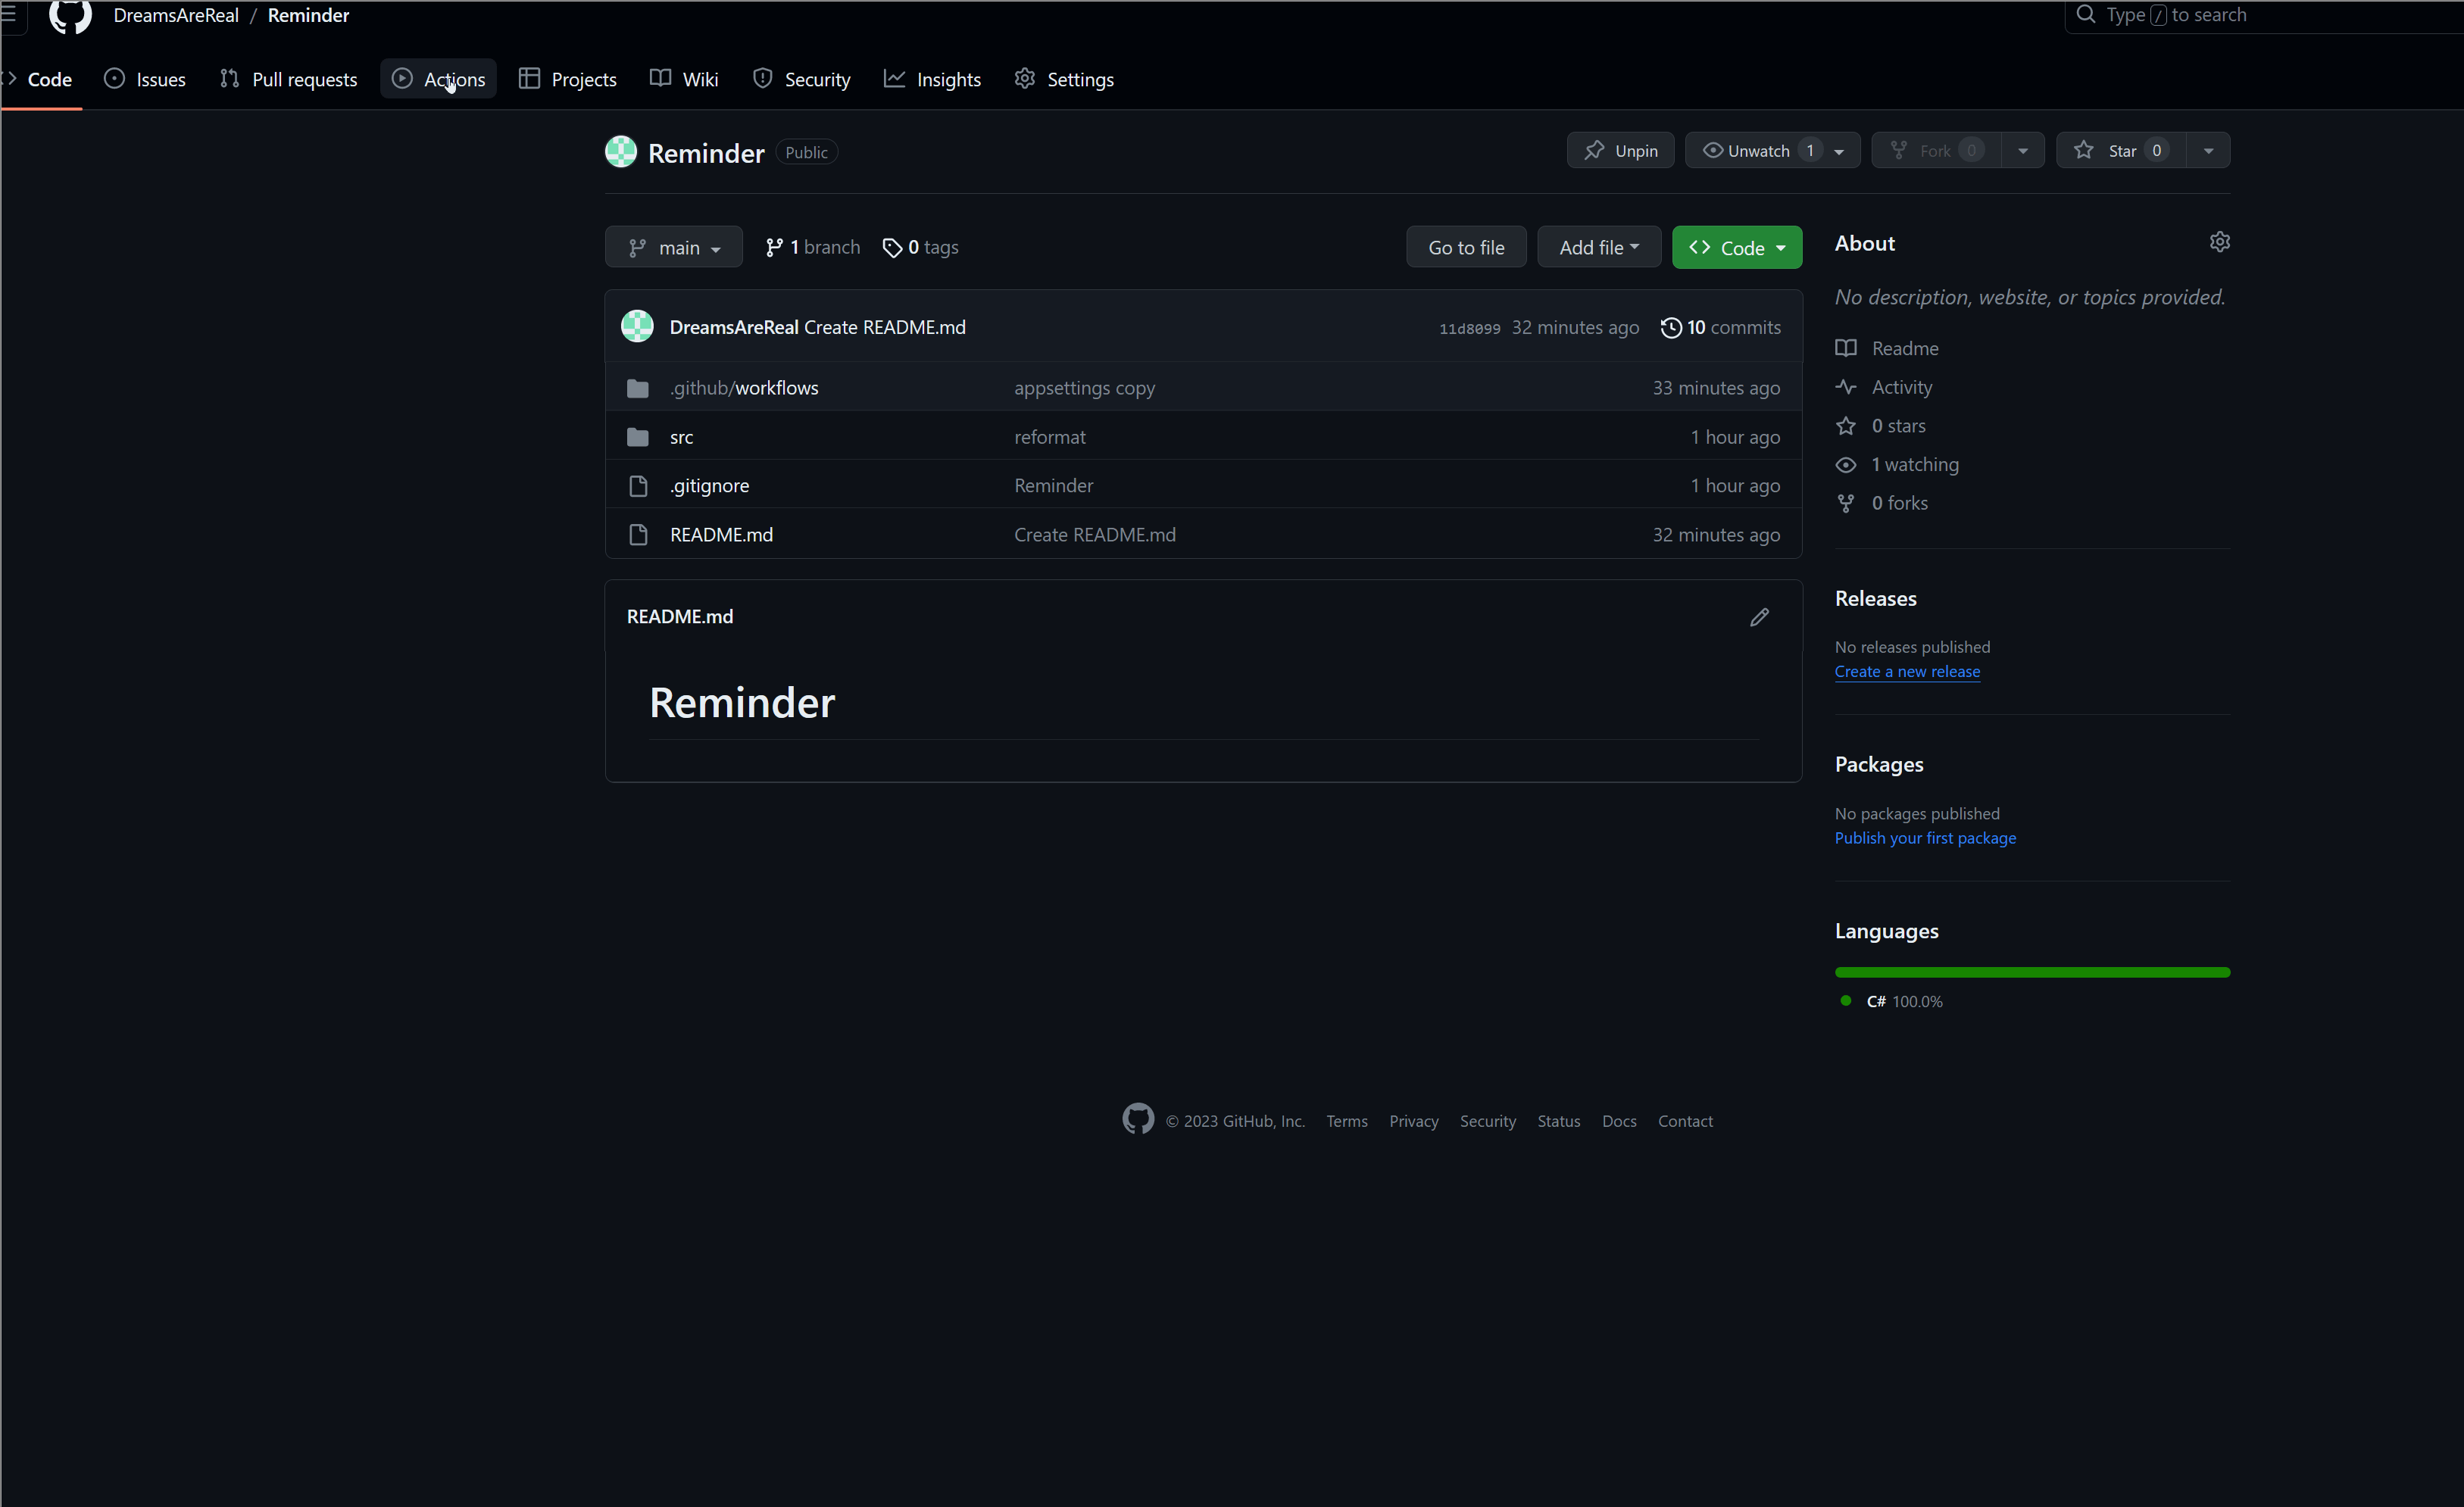 DreamsAreReal / Reminder
Type / to search
Code Issues Pull requests Actions Projects Wiki Security Insights Settings
Reminder Public
Unpin Unwatch 1 Fork 0 Star 0
main 1 branch 0 tags
Go to file Add file Code
DreamsAreReal Create README.md 11d8099 32 minutes ago 10 commits
.github/workflows appsettings copy 33 minutes ago
src reformat 1 hour ago
.gitignore Reminder 1 hour ago
README.md Create README.md 32 minutes ago
README.md
Reminder
About
No description, website, or topics provided.
Readme
Activity
0 stars
1 watching
0 forks
Releases
No releases published
Create a new release
Packages
No packages published
Publish your first package
Languages
C# 100.0%
© 2023 GitHub, Inc. Terms Privacy Security Status Docs Contact